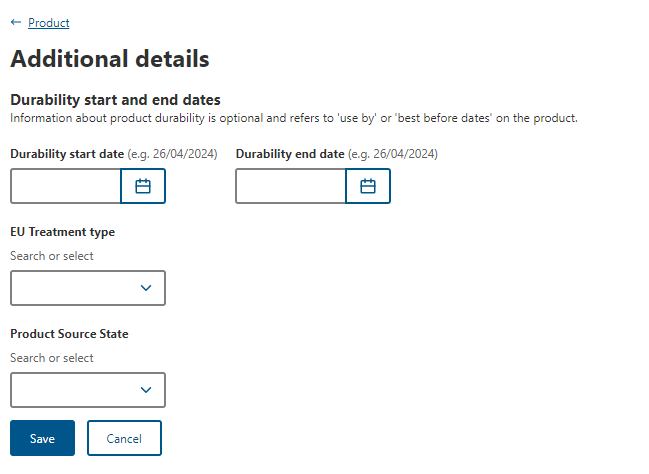 ← Product
Additional details
Durability start and end dates
Information about product durability is optional and refers to 'use by' or 'best before dates' on the product.
Durability start date (e.g. 26/04/2024) Durability end date (e.g. 26/04/2024)
EU Treatment type
Search or select
Product Source State
Search or select
Save Cancel